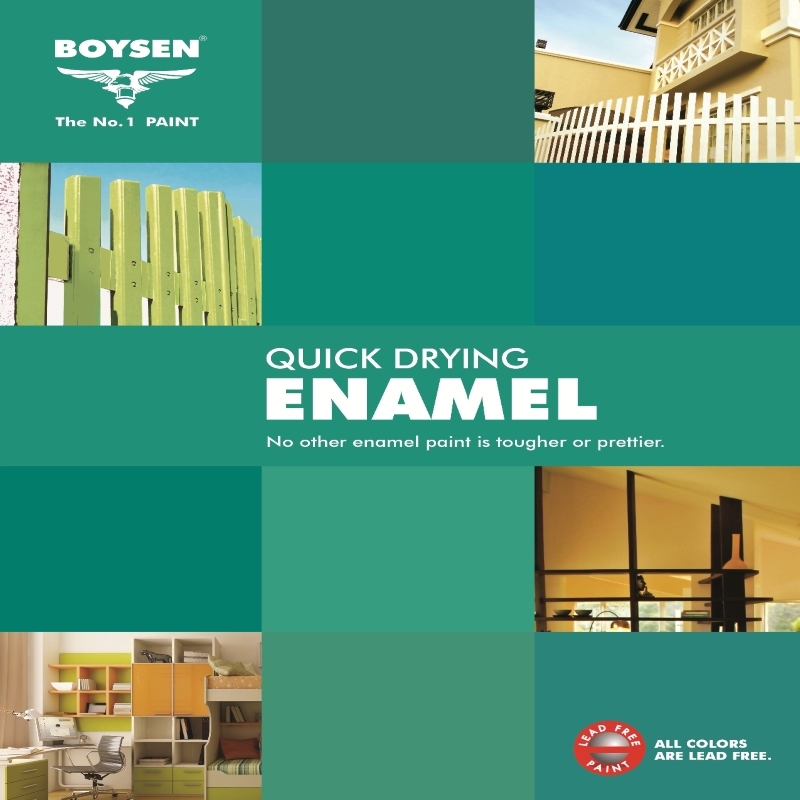 BOYSEN®
The No.1 PAINT
QUICK DRYING
ENAMEL
No other enamel paint is tougher or prettier.
LEAD FREE
PAINT
ALL COLORS
ARE LEAD FREE.